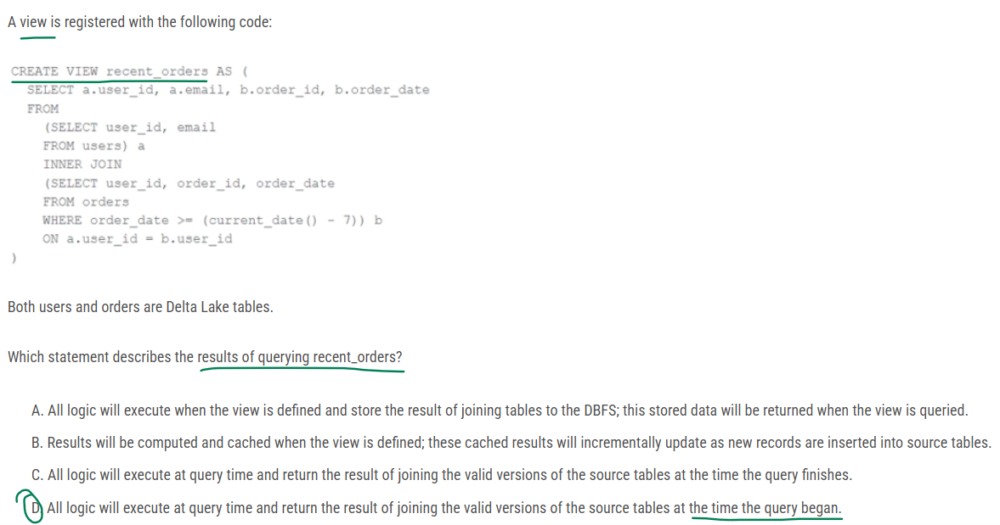 A view is registered with the following code:
CREATE VIEW recent_orders AS (
SELECT a.user_id, a.email, b.order_id, b.order_date
FROM
(SELECT user_id, email
FROM users) a
INNER JOIN
(SELECT user_id, order_id, order_date
FROM orders
WHERE order_date >= (current_date() - 7)) b
ON a.user_id = b.user_id
)
Both users and orders are Delta Lake tables.
Which statement describes the results of querying recent_orders?
A. All logic will execute when the view is defined and store the result of joining tables to the DBFS; this stored data will be returned when the view is queried.
B. Results will be computed and cached when the view is defined; these cached results will incrementally update as new records are inserted into source tables.
C. All logic will execute at query time and return the result of joining the valid versions of the source tables at the time the query finishes.
D. All logic will execute at query time and return the result of joining the valid versions of the source tables at the time the query began.